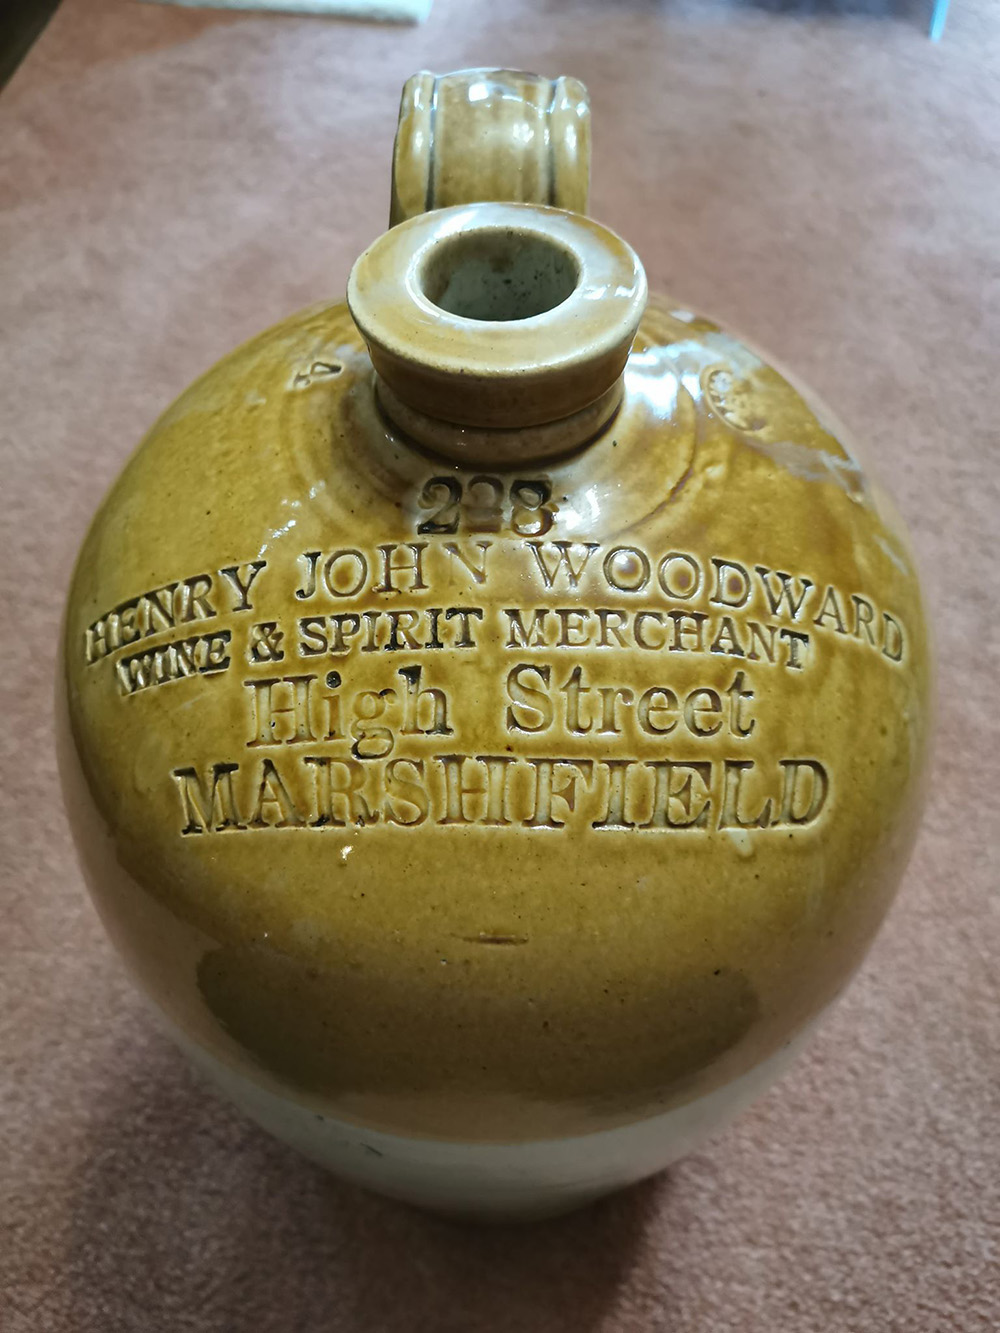 4
228
HENRY JOHN WOODWARD
WINE & SPIRIT MERCHANT
High Street
MARSHFIELD